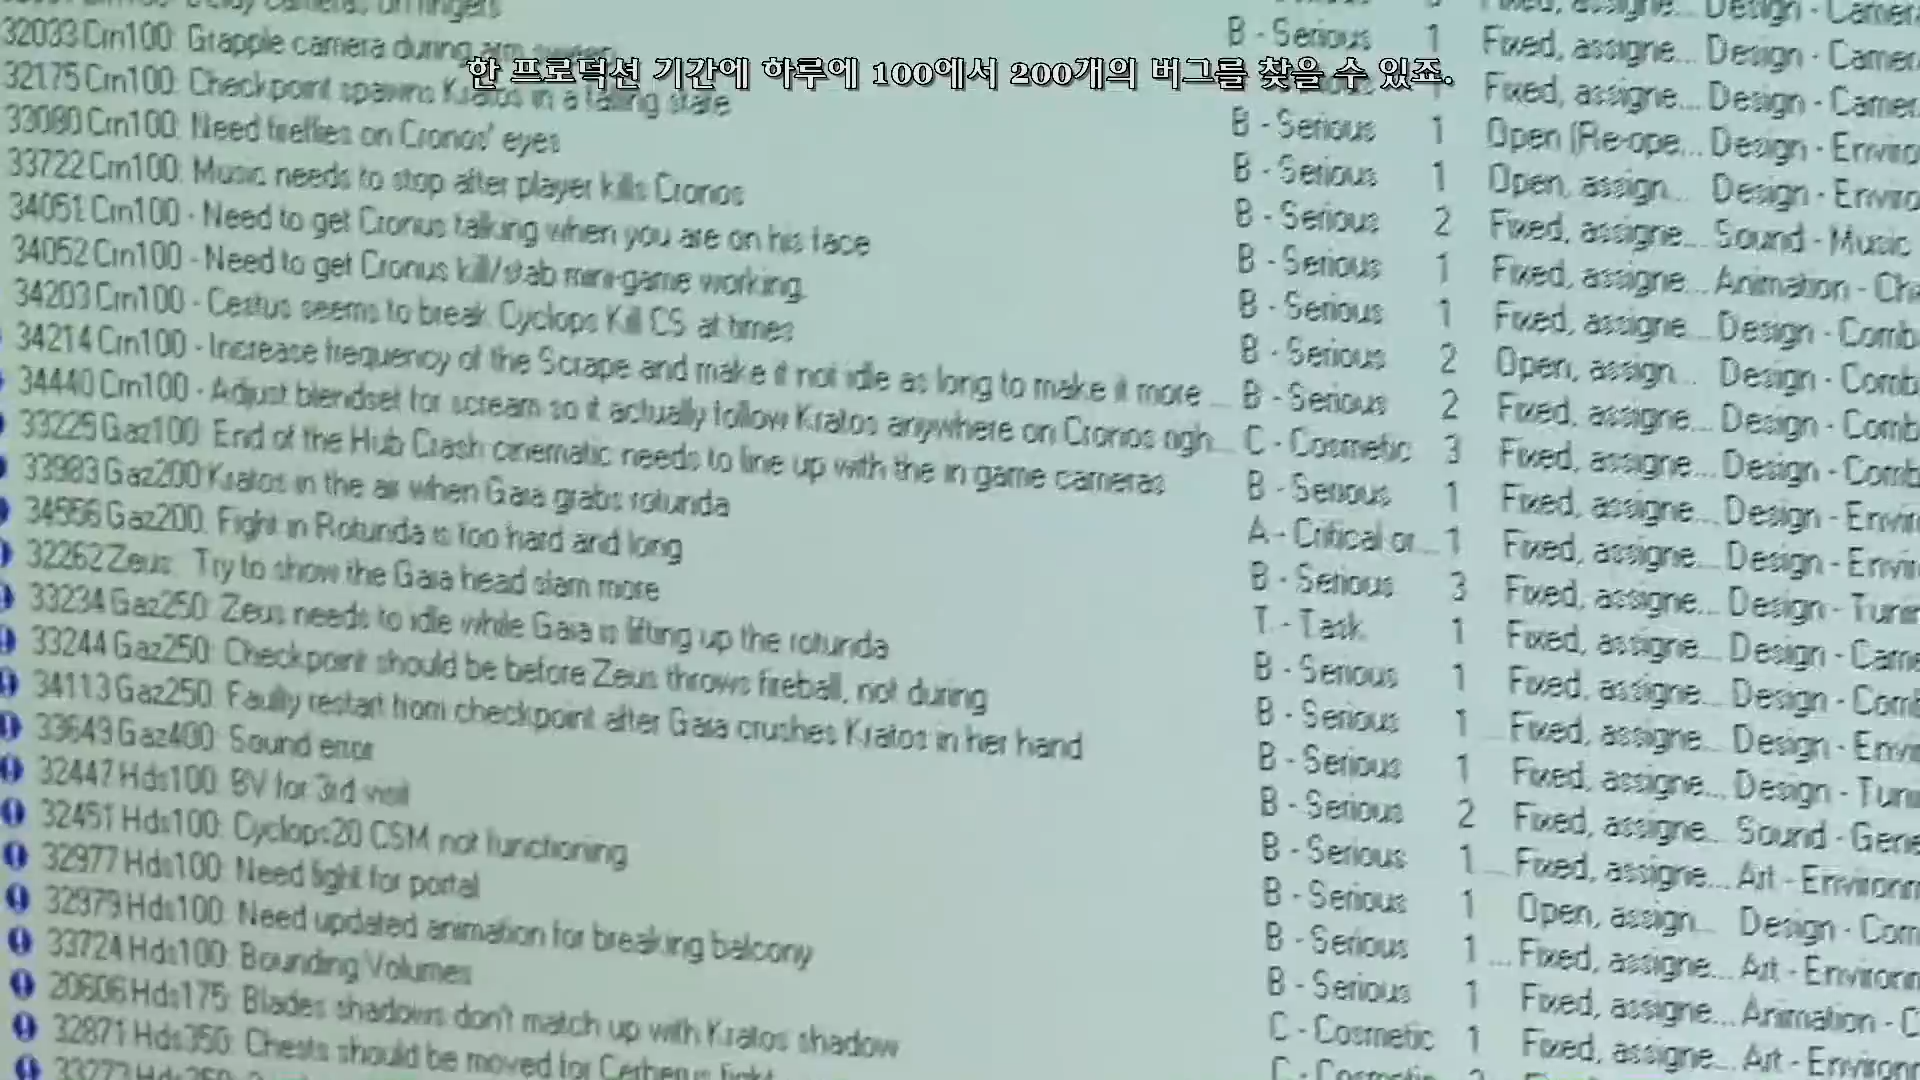 한 프로덕션 기간에 하루에 100에서 200개의 버그를 찾을 수 있죠.
32033 Crn100: Grapple camera during arm sweep B - Serious 1 Fixed, assigne... Design - Camer
32175 Crn100: Checkpoint spawns Kratos in a falling state Fixed, assigne... Design - Camer
33080 Crn100: Need fireflies on Cronos' eyes B - Serious 1 Open (Re-ope... Design - Enviro
33722 Crn100: Music needs to stop after player kills Cronos B - Serious 1 Open, assign... Design - Enviro
34051 Crn100 - Need to get Cronus talking when you are on his face B - Serious 2 Fixed, assigne... Sound - Music
34052 Crn100 - Need to get Cronus kill/stab mini-game working. B - Serious 1 Fixed, assigne... Animation - Cha
34203 Crn100 - Cestus seems to break Cyclops Kill CS at times B - Serious 1 Fixed, assigne... Design - Comb
34214 Crn100 - Increase frequency of the Scrape and make it not idle as long to make it more ... B - Serious 2 Open, assign... Design - Comb
34440 Crn100 - Adjust blendset for scream so it actually follow Kratos anywhere on Cronos righ... B - Serious 2 Fixed, assigne... Design - Comb
33225 Gaz100: End of the Hub Crash cinematic needs to line up with the in game cameras C - Cosmetic 3 Fixed, assigne... Design - Comb
33983 Gaz200 Kratos in the air when Gaia grabs rotunda B - Serious 1 Fixed, assigne... Design - Envir
34556 Gaz200: Fight in Rotunda is too hard and long A - Critical or... 1 Fixed, assigne... Design - Envir
32262 Zeus: Try to show the Gaia head slam more B - Serious 3 Fixed, assigne... Design - Tunin
33234 Gaz250: Zeus needs to idle while Gaia is lifting up the rotunda T - Task 1 Fixed, assigne... Design - Came
33244 Gaz250: Checkpoint should be before Zeus throws fireball, not during B - Serious 1 Fixed, assigne... Design - Comb
34113 Gaz250: Faulty restart from checkpoint after Gaia crushes Kratos in her hand B - Serious 1 Fixed, assigne... Design - Envi
33649 Gaz400: Sound error B - Serious 1 Fixed, assigne... Design - Tuni
32447 Hds100: BV for 3rd visit B - Serious 2 Fixed, assigne... Sound - Gene
32451 Hds100: Cyclops20 CSM not functioning B - Serious 1 Fixed, assigne... Art - Environm
32977 Hds100: Need light for portal B - Serious 1 Open, assign... Design - Com
32979 Hds100: Need updated animation for breaking balcony B - Serious 1 ... Fixed, assigne... Art - Environm
33724 Hds100: Bounding Volumes B - Serious 1 Fixed, assigne... Animation - C
20606 Hds175: Blades shadows don't match up with Kratos shadow C - Cosmetic 1 Fixed, assigne... Art - Environ
32871 Hds350: Chests should be moved for Cerberus fight